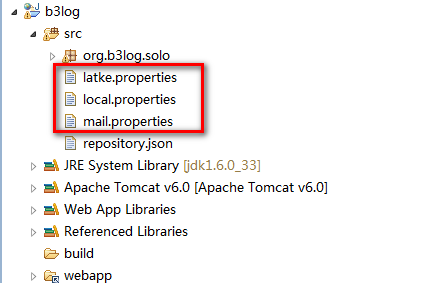 b3log
src
org.b3log.solo
latke.properties
local.properties
mail.properties
repository.json
JRE System Library [jdk1.6.0_33]
Apache Tomcat v6.0 [Apache Tomcat v6.0]
Web App Libraries
Referenced Libraries
build
webapp